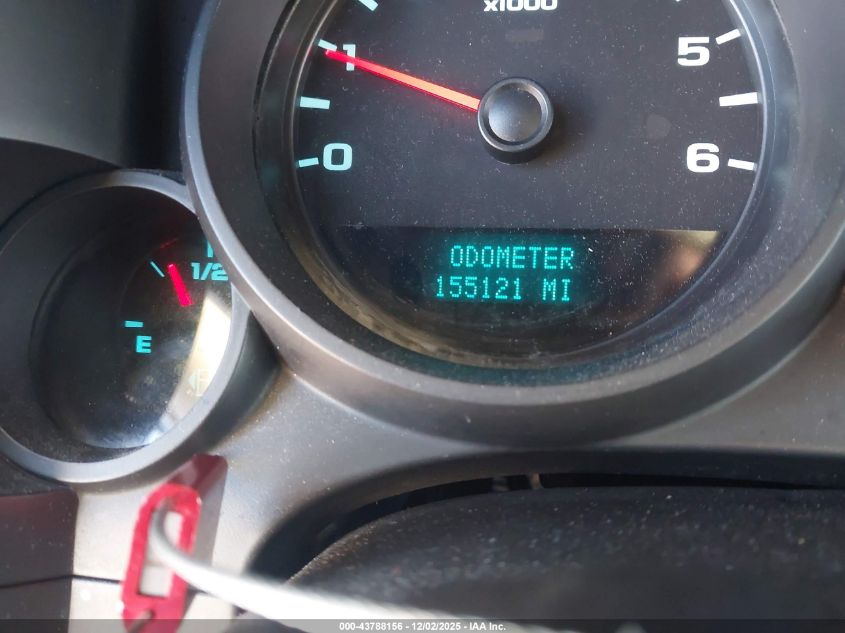 x1000
1
5
0
6
1/2
E
ODOMETER
155121 MI
000-43788156 - 12/02/2025 - IAA Inc.